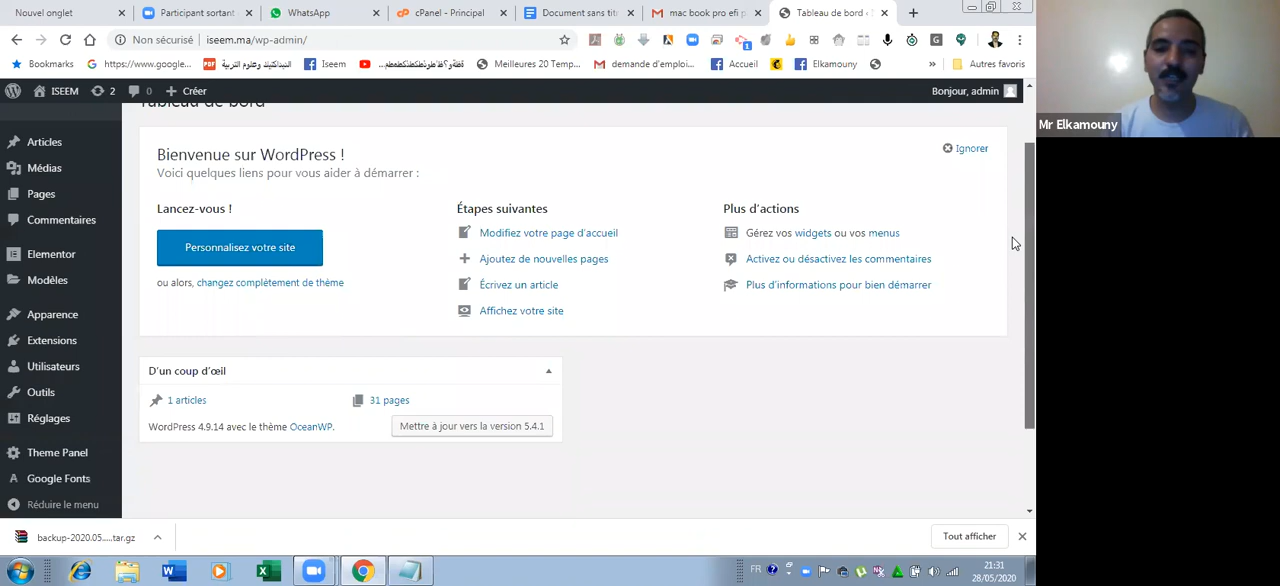 Nouvel onglet
Participant sortant
WhatsApp
cPanel - Principal
Document sans titr
mac book pro efi p
Tableau de bord ‹
Non sécurisé | iseem.ma/wp-admin/
Bookmarks
https://www.google...
البيداكتيك وعلوم التربية
Iseem
Meilleures 20 Temp...
demande_d'emploi...
Accueil
Elkamouny
»
Autres favoris
ISEEM
2
0
Créer
Bonjour, admin
Tableau de bord
Articles
Médias
Pages
Commentaires
Elementor
Modèles
Apparence
Extensions
Utilisateurs
Outils
Réglages
Theme Panel
Google Fonts
Réduire le menu
Bienvenue sur WordPress !
Ignorer
Voici quelques liens pour vous aider à démarrer :
Lancez-vous !
Personnalisez votre site
ou alors, changez complètement de thème
Étapes suivantes
Modifiez votre page d'accueil
Ajoutez de nouvelles pages
Écrivez un article
Affichez votre site
Plus d'actions
Gérez vos widgets ou vos menus
Activez ou désactivez les commentaires
Plus d'informations pour bien démarrer
D'un coup d'œil
1 articles
31 pages
WordPress 4.9.14 avec le thème OceanWP.
Mettre à jour vers la version 5.4.1
backup-2020.05.....tar.gz
Tout afficher
FR
21:31
28/05/2020
Mr Elkamouny